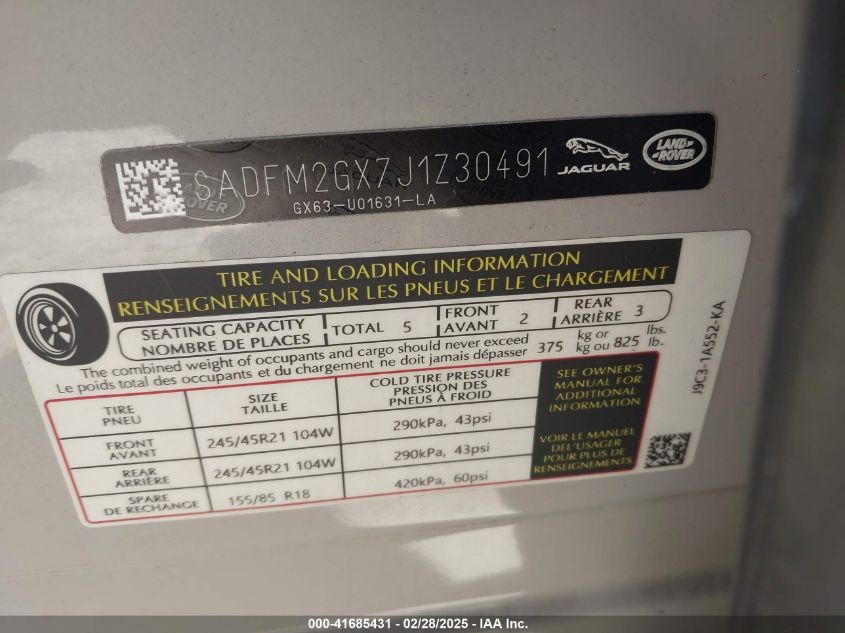 SADFM2GX7J1Z30491
GX63-U01631-LA
JAGUAR
LAND ROVER
TIRE AND LOADING INFORMATION
RENSEIGNEMENTS SUR LES PNEUS ET LE CHARGEMENT
SEATING CAPACITY
NOMBRE DE PLACES
TOTAL 5
FRONT
AVANT 2
REAR
ARRIÈRE 3
The combined weight of occupants and cargo should never exceed
Le poids total des occupants et du chargement ne doit jamais dépasser
375 kg or 825 lbs.
kg ou lb.
TIRE
PNEU
SIZE
TAILLE
COLD TIRE PRESSURE
PRESSION DES
PNEUS À FROID
FRONT
AVANT
245/45R21 104W
290kPa, 43psi
REAR
ARRIÈRE
245/45R21 104W
290kPa, 43psi
SPARE
DE RECHANGE
155/85 R18
420kPa, 60psi
SEE OWNER'S
MANUAL FOR
ADDITIONAL
INFORMATION
VOIR LE MANUEL
DEL'USAGER
POUR PLUS DE
RENSEIGNEMENTS
J9C3-1A552-KA
000-41685431 - 02/28/2025 - IAA Inc.